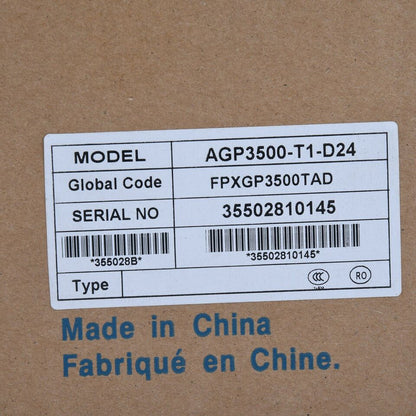 MODEL AGP3500-T1-D24
Global Code FPXGP3500TAD
SERIAL NO 35502810145
*355028B* *35502810145*
Type RO
Made in China
Fabriqué en Chine.